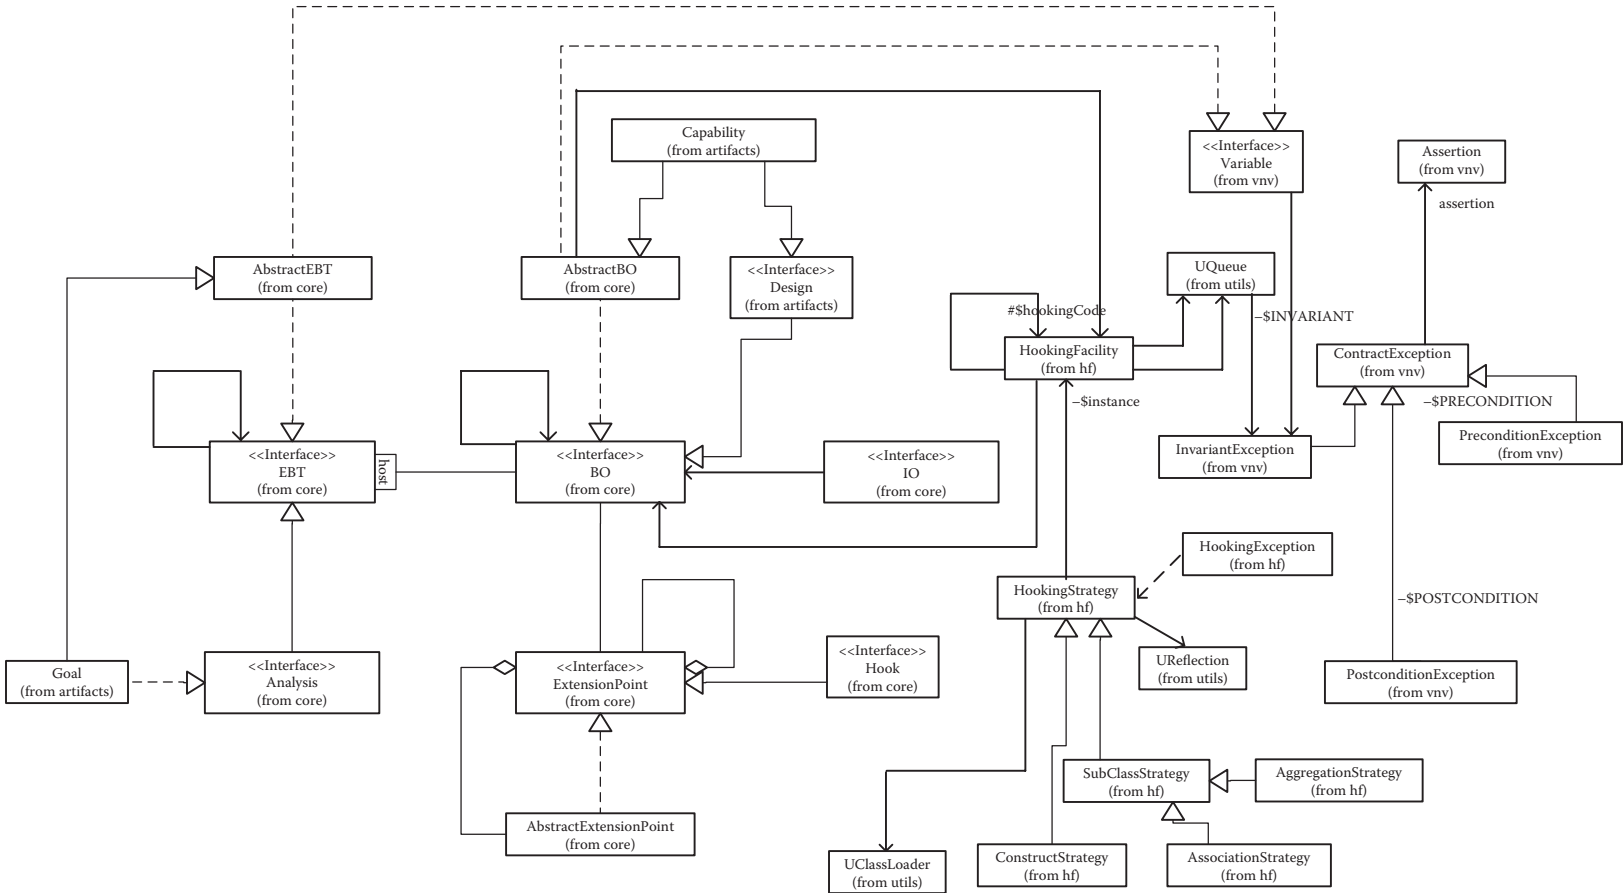 Capability
(from artifacts)
<<Interface>>
Variable
(from vnv)
Assertion
(from vnv)
assertion
AbstractEBT
(from core)
AbstractBO
(from core)
<<Interface>>
Design
(from artifacts)
UQueue
(from utils)
#$hookingCode
–$INVARIANT
HookingFacility
(from hf)
ContractException
(from vnv)
–$instance
–$PRECONDITION
<<Interface>>
EBT
(from core)
host
<<Interface>>
BO
(from core)
<<Interface>>
IO
(from core)
InvariantException
(from vnv)
PreconditionException
(from vnv)
HookingException
(from hf)
HookingStrategy
(from hf)
–$POSTCONDITION
Goal
(from artifacts)
<<Interface>>
Analysis
(from core)
<<Interface>>
ExtensionPoint
(from core)
<<Interface>>
Hook
(from core)
UReflection
(from utils)
PostconditionException
(from vnv)
SubClassStrategy
(from hf)
AggregationStrategy
(from hf)
AbstractExtensionPoint
(from core)
UClassLoader
(from utils)
ConstructStrategy
(from hf)
AssociationStrategy
(from hf)